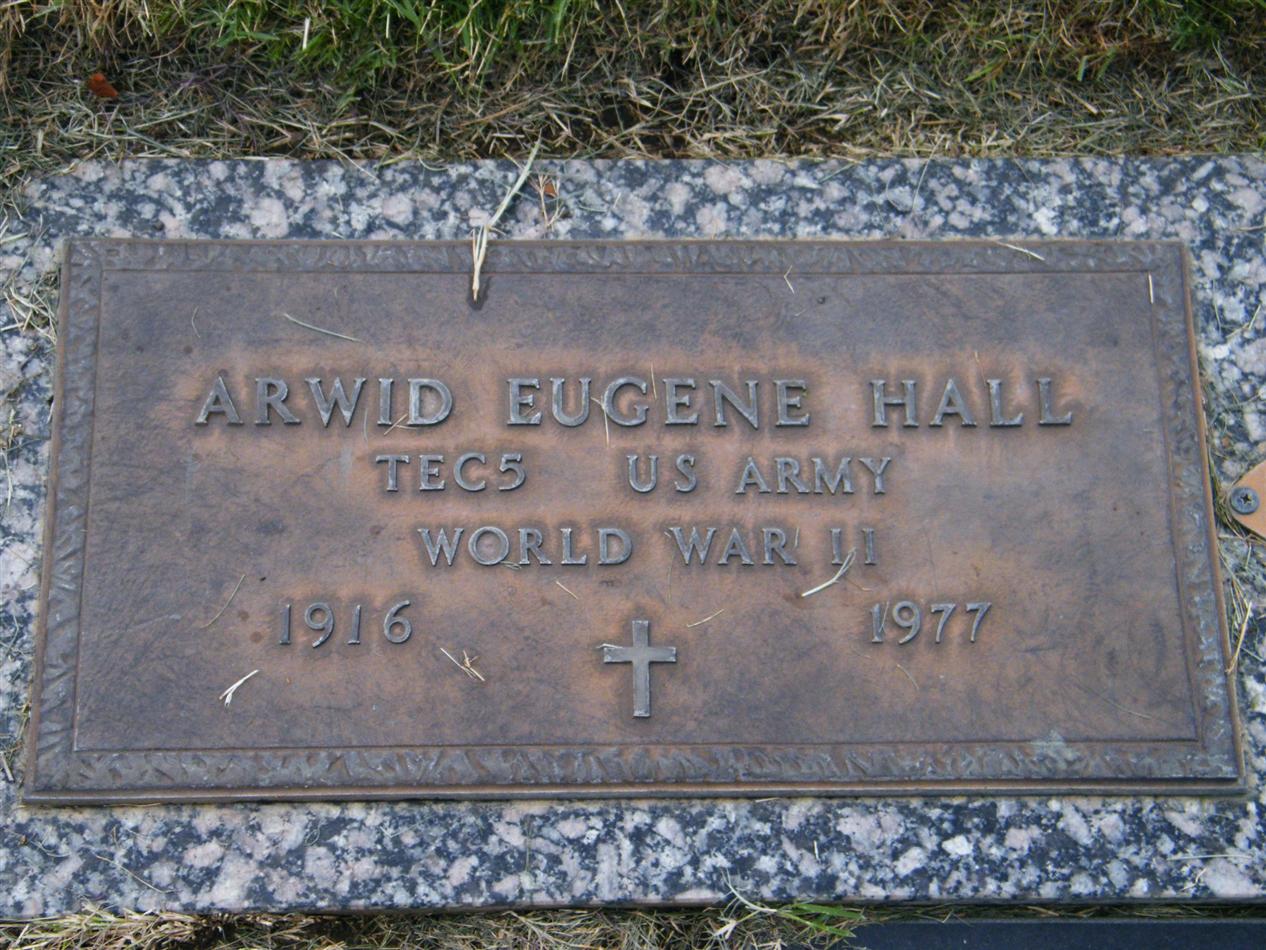 ARWID EUGENE HALL
TEC5 US ARMY
WORLD WAR II
1916 1977